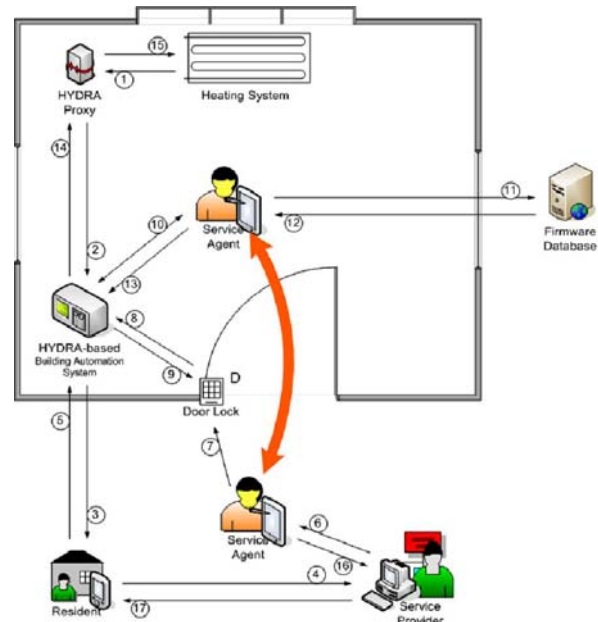 15
1
HYDRA
Proxy
Heating System
14
2
10
Service
Agent
11
12
Firmware
Database
13
HYDRA-based
Building Automation
System
8
9
D
Door Lock
5
7
3
6
Service
Agent
16
4
17
Resident
Service
Provider